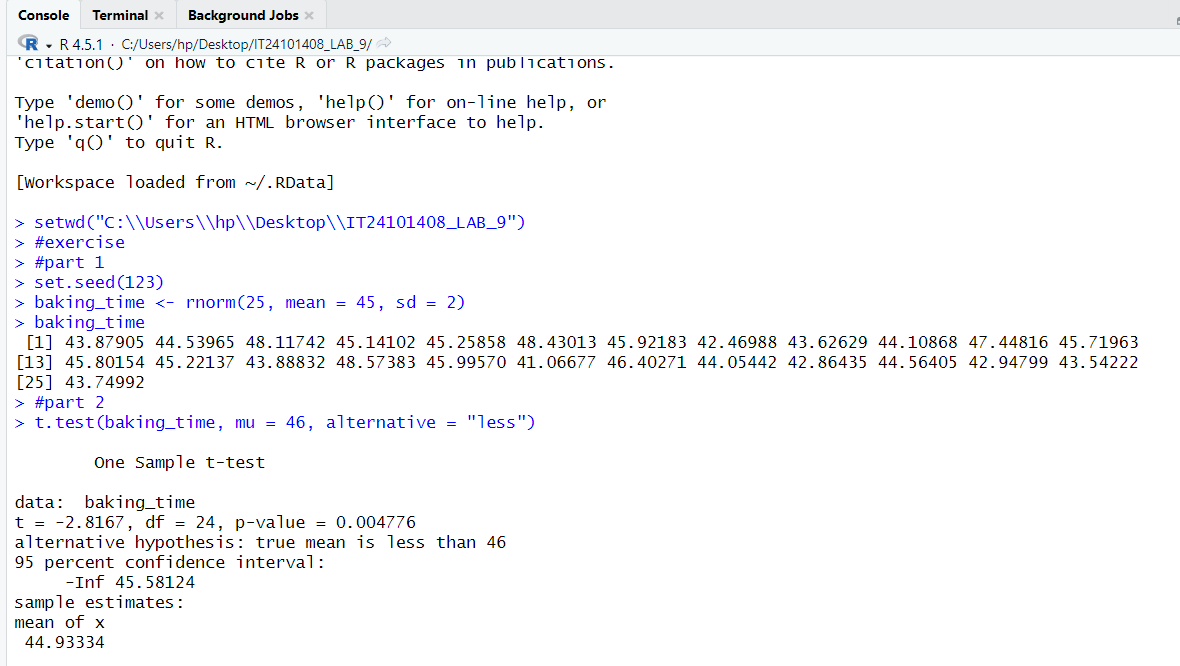 Console Terminal × Background Jobs ×
R R 4.5.1 · C:/Users/hp/Desktop/IT24101408_LAB_9/
'citation()' on how to cite R or R packages in publications.
Type 'demo()' for some demos, 'help()' for on-line help, or
'help.start()' for an HTML browser interface to help.
Type 'q()' to quit R.
[Workspace loaded from ~/.RData]
> setwd("C:\\Users\\hp\\Desktop\\IT24101408_LAB_9")
> #exercise
> #part 1
> set.seed(123)
> baking_time <- rnorm(25, mean = 45, sd = 2)
> baking_time
[1] 43.87905 44.53965 48.11742 45.14102 45.25858 48.43013 45.92183 42.46988 43.62629 44.10868 47.44816 45.71963
[13] 45.80154 45.22137 43.88832 48.57383 45.99570 41.06677 46.40271 44.05442 42.86435 44.56405 42.94799 43.54222
[25] 43.74992
> #part 2
> t.test(baking_time, mu = 46, alternative = "less")
One Sample t-test
data:  baking_time
t = -2.8167, df = 24, p-value = 0.004776
alternative hypothesis: true mean is less than 46
95 percent confidence interval:
-Inf 45.58124
sample estimates:
mean of x
44.93334